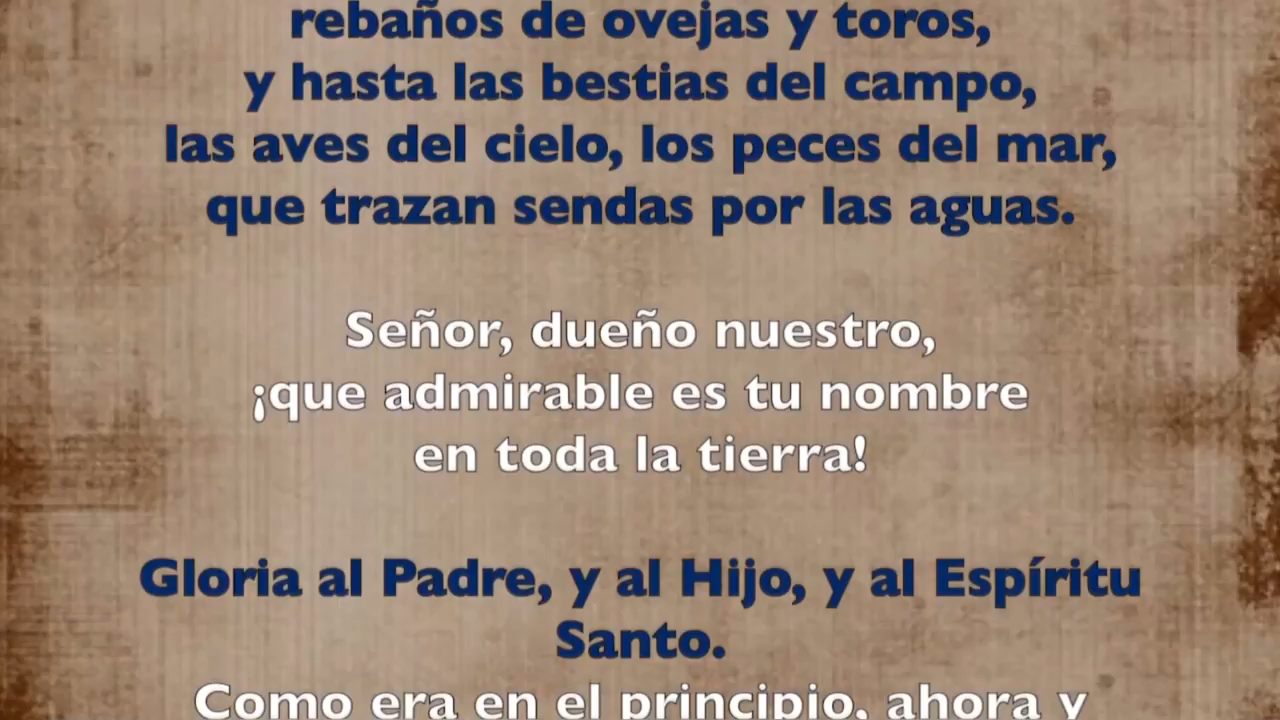 rebaños de ovejas y toros,
y hasta las bestias del campo,
las aves del cielo, los peces del mar,
que trazan sendas por las aguas.
Señor, dueño nuestro,
¡que admirable es tu nombre
en toda la tierra!
Gloria al Padre, y al Hijo, y al Espíritu
Santo.
Como era en el principio, ahora y